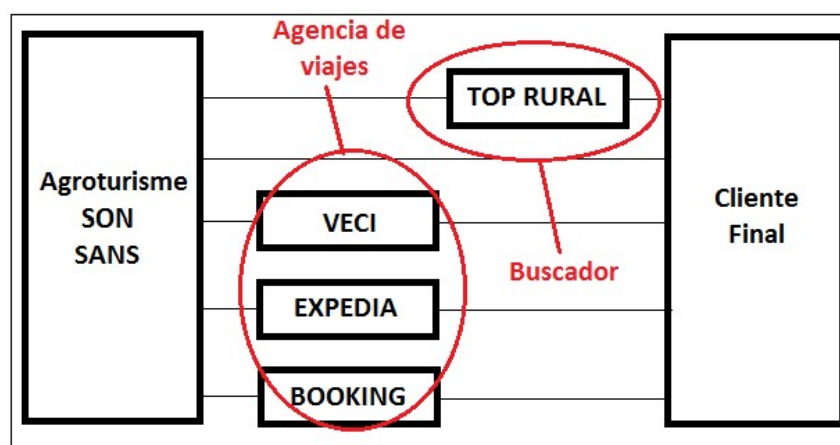 Agencia de
viajes
TOP RURAL
Agroturisme
SON
SANS
VECI
Cliente
Final
Buscador
EXPEDIA
BOOKING